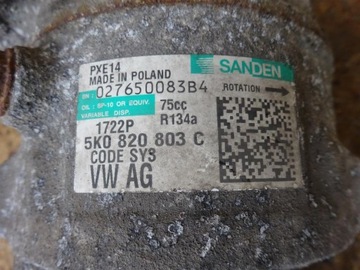 PXE14
MADE IN POLAND
SANDEN
SN: 027650083B4
ROTATION
OIL: SP-10 OR EQUIV. 75cc
VARIABLE DISP. R134a
1722P
5K0 820 803 C
CODE SYS
VW AG